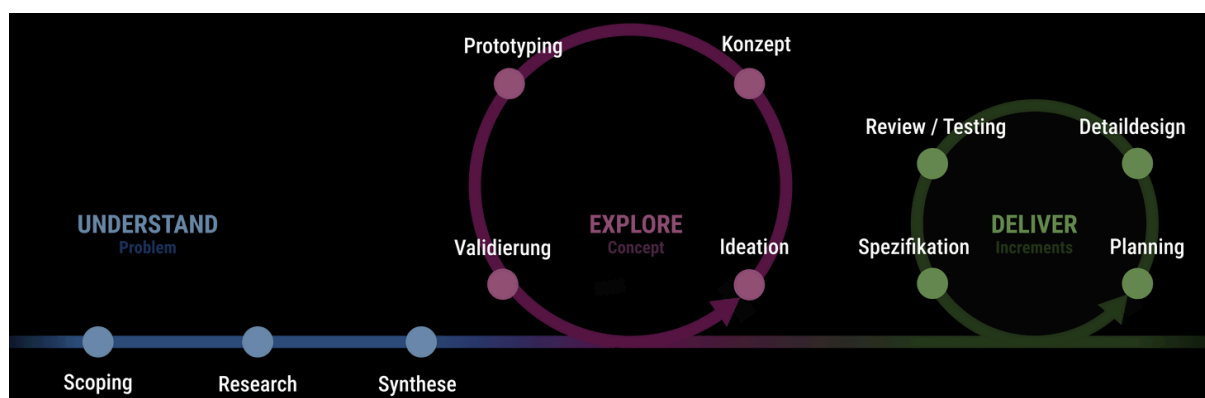 UNDERSTAND
Problem
Scoping
Research
Synthese
Prototyping
Konzept
EXPLORE
Concept
Validierung
Ideation
Review / Testing
Detaildesign
DELIVER
Increments
Spezifikation
Planning